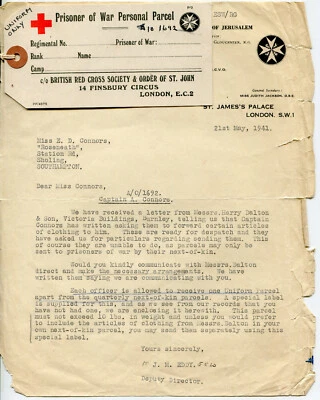 UNIFORM
ONLY
Prisoner of War Personal Parcel
Regimental No.
Prisoner of War:
1692
Rank
Name
Camp
c/o BRITISH RED CROSS SOCIETY & ORDER OF ST. JOHN
14 FINSBURY CIRCUS
LONDON, E.C.2
OF JERUSALEM
ST. JAMES'S PALACE
LONDON. S.W.1
21st May, 1941.
Miss E. D. Connors,
"Roseneath",
Station Rd,
Sholing,
SOUTHAMPTON.
Dear Miss Connors,
A/O/1692.
Captain A. Connors.
We have received a letter from Messrs. Harry Dalton
& Son, Victoria Buildings, Burnley, telling us that Captain
Connors has written asking them to forward certain articles
of clothing to him. These are ready for despatch and they
have asked us for particulars regarding sending them. This
of course they are unable to do, as parcels may only be
sent to prisoners of war by their next-of-kin.
Would you kindly communicate with Messrs. Dalton
direct and make the necessary arrangements. We have
written them saying we are communicating with you.
Each officer is allowed to receive one Uniform Parcel
apart from the quarterly next-of-kin parcels. A special label
is supplied for this, and as we see from our records that you
have not had one, we are enclosing it herewith. This parcel
must not exceed 10 lbs. in weight and unless you would prefer
to include the articles of clothing from Messrs. Dalton in your
own next-of-kin parcel, you may send them separately using this
special label.
Yours sincerely,
J. M. EDDY.
Deputy Director.